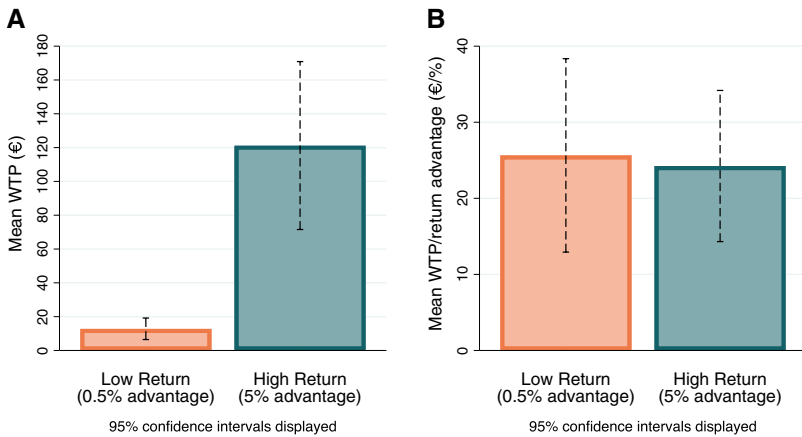 A
Mean WTP (€)
180
160
140
120
100
80
60
40
20
0
Low Return
(0.5% advantage)
High Return
(5% advantage)
95% confidence intervals displayed
B
Mean WTP/return advantage (€/%)
40
30
20
10
0
Low Return
(0.5% advantage)
High Return
(5% advantage)
95% confidence intervals displayed